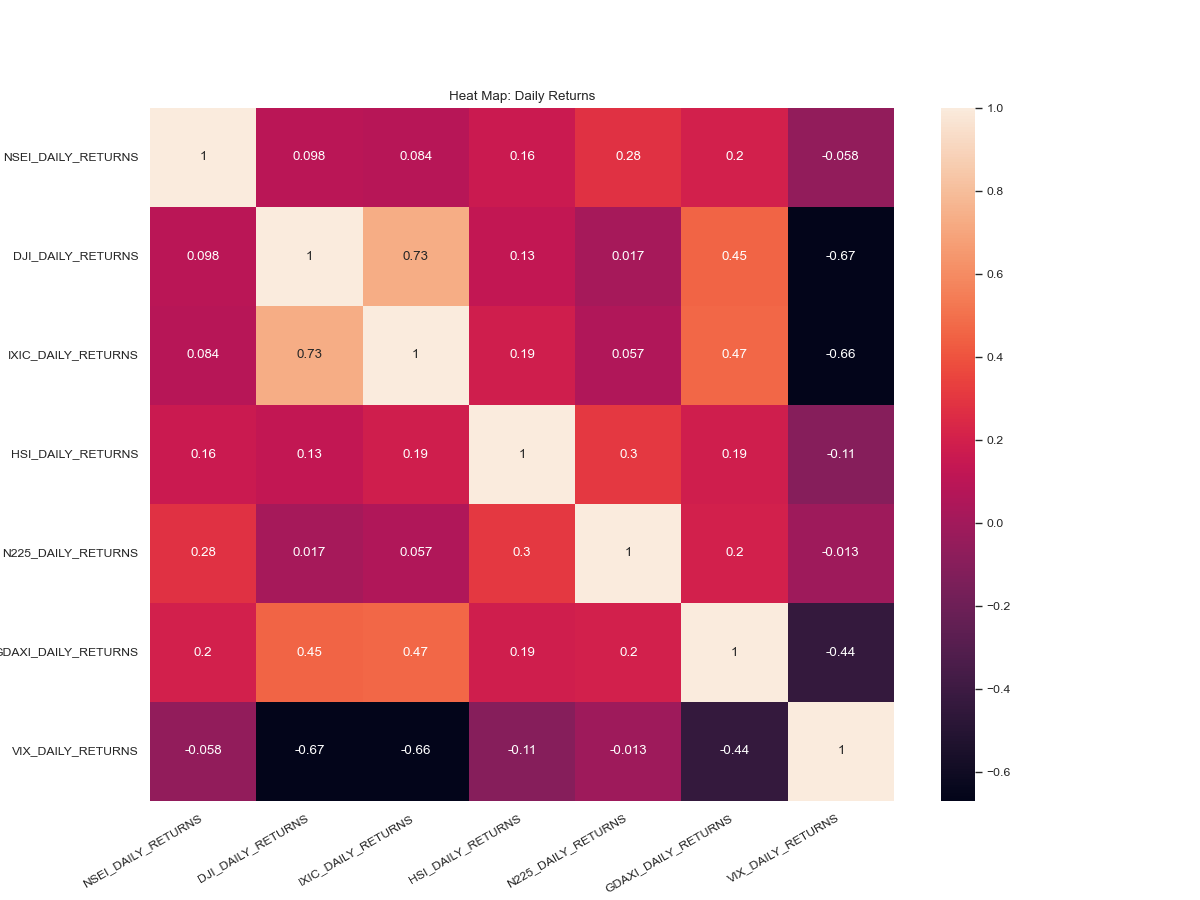 Heat Map: Daily Returns
NSEI_DAILY_RETURNS 1 0.098 0.084 0.16 0.28 0.2 -0.058
DJI_DAILY_RETURNS 0.098 1 0.73 0.13 0.017 0.45 -0.67
IXIC_DAILY_RETURNS 0.084 0.73 1 0.19 0.057 0.47 -0.66
HSI_DAILY_RETURNS 0.16 0.13 0.19 1 0.3 0.19 -0.11
N225_DAILY_RETURNS 0.28 0.017 0.057 0.3 1 0.2 -0.013
GDAXI_DAILY_RETURNS 0.2 0.45 0.47 0.19 0.2 1 -0.44
VIX_DAILY_RETURNS -0.058 -0.67 -0.66 -0.11 -0.013 -0.44 1
NSEI_DAILY_RETURNS
DJI_DAILY_RETURNS
IXIC_DAILY_RETURNS
HSI_DAILY_RETURNS
N225_DAILY_RETURNS
GDAXI_DAILY_RETURNS
VIX_DAILY_RETURNS
1.0
0.8
0.6
0.4
0.2
0.0
−0.2
−0.4
−0.6